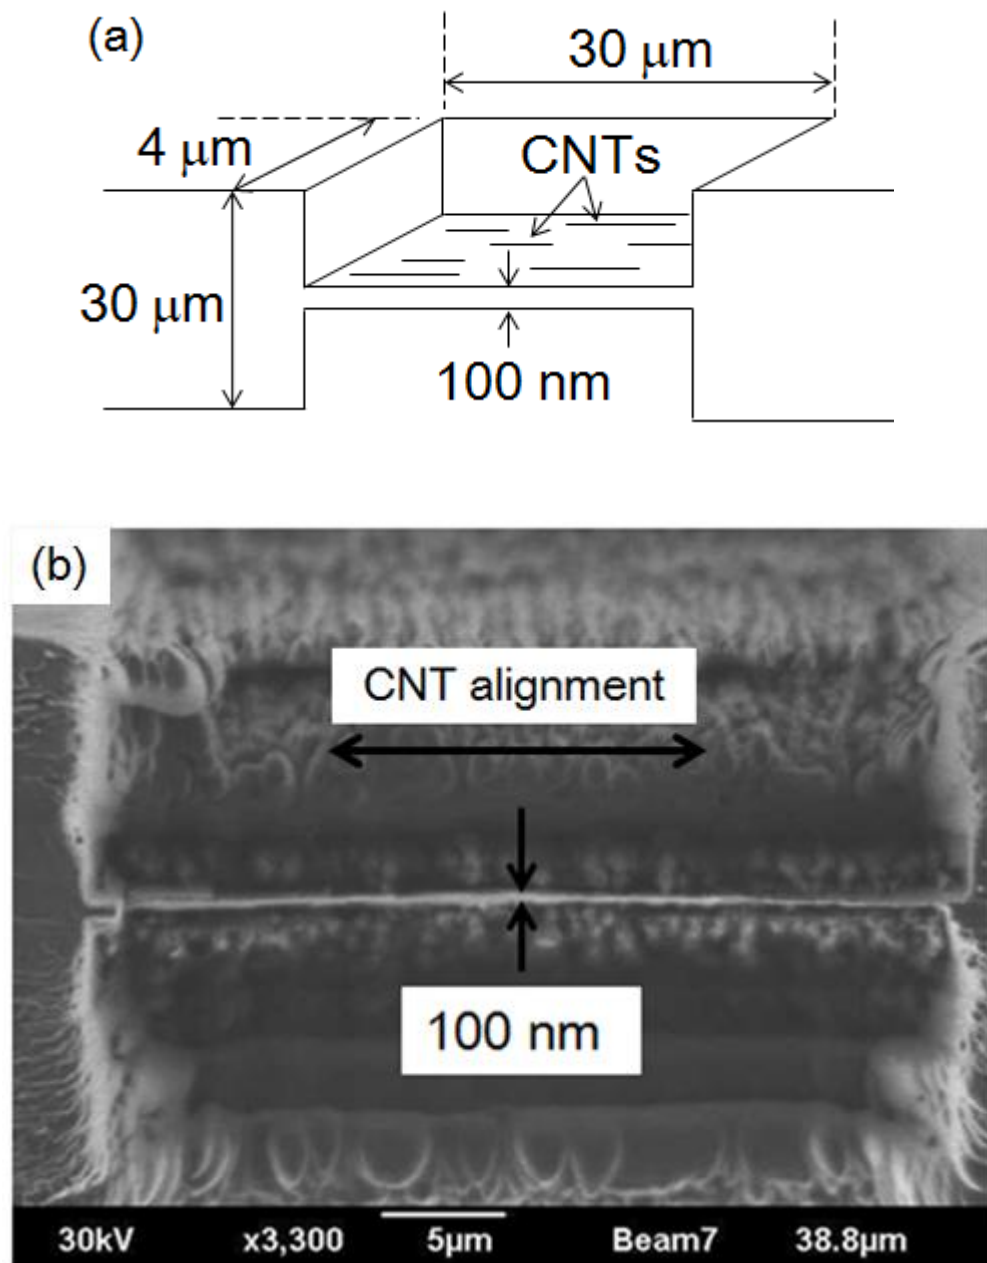 (a)
30 μm
4 μm
CNTs
30 μm
100 nm
(b)
CNT alignment
100 nm
30kV x3,300 5μm Beam7 38.8μm